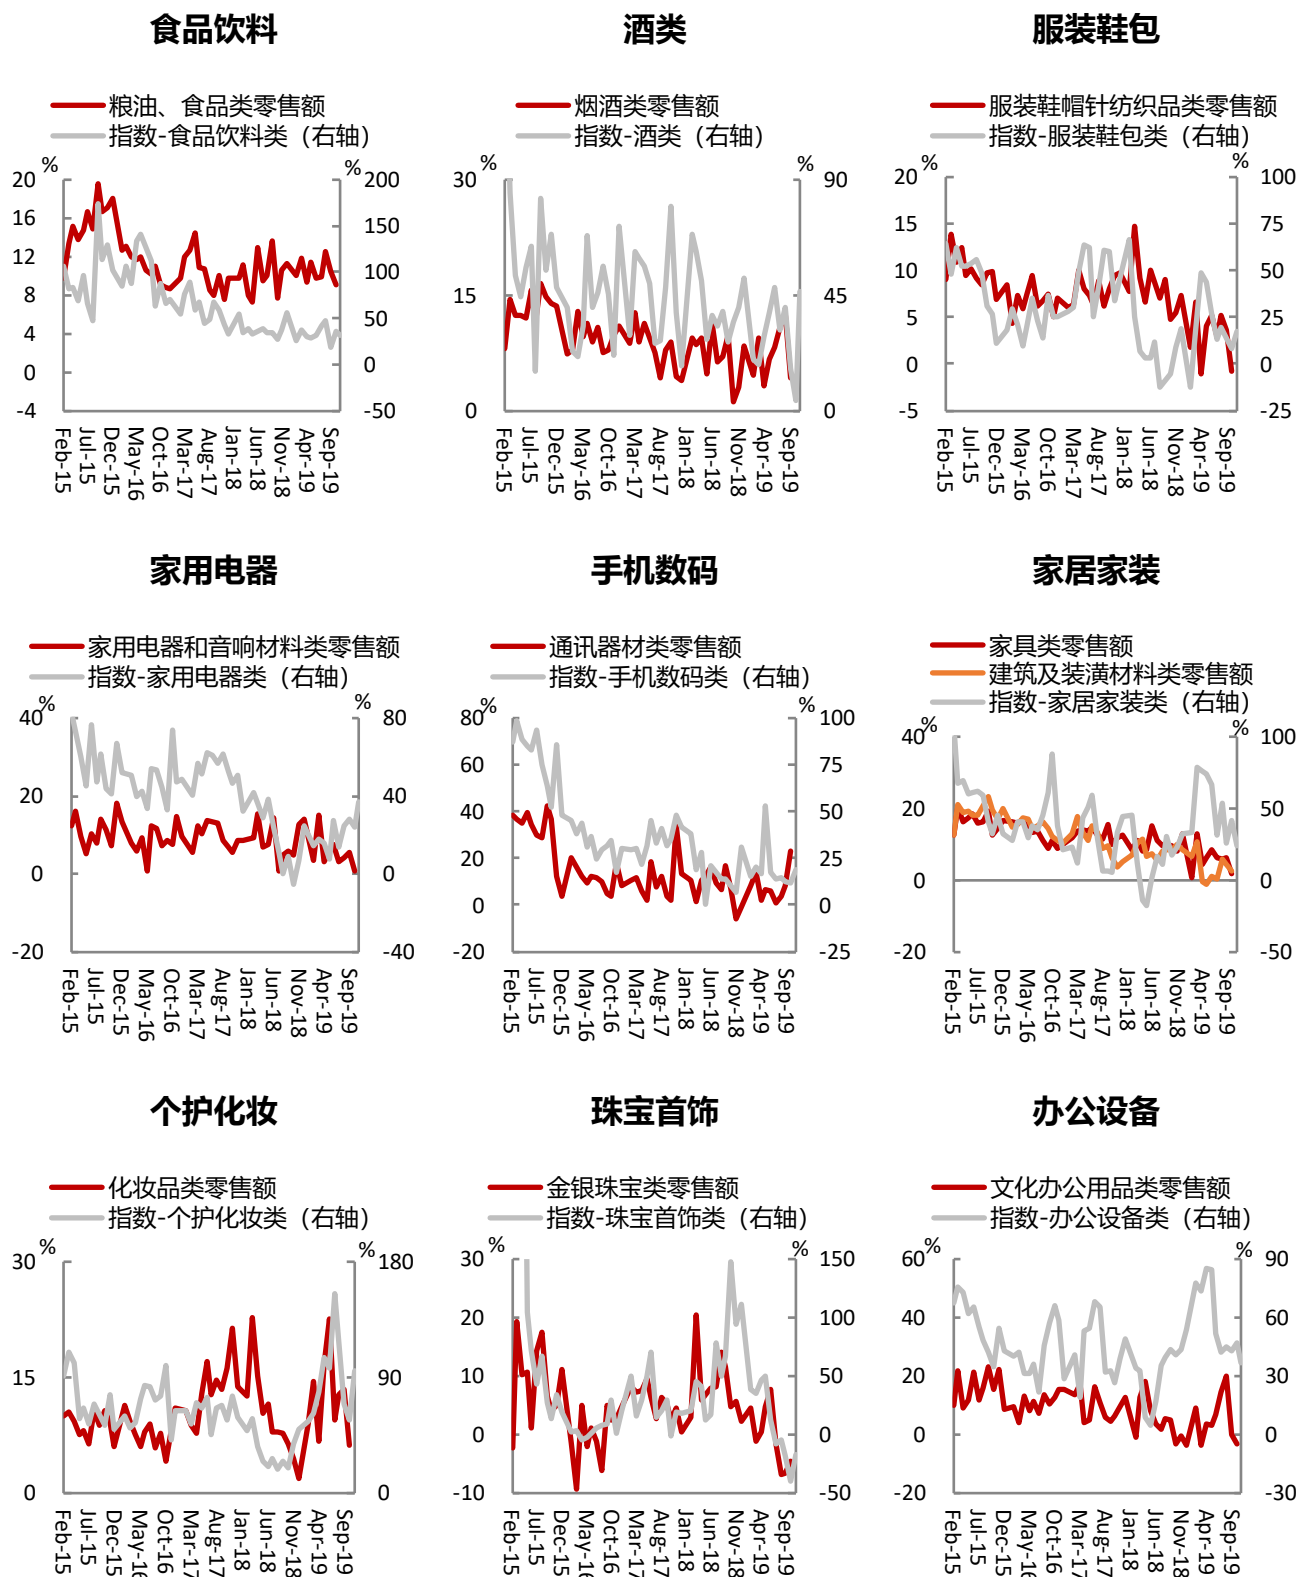 食品饮料
粮油、食品类零售额
指数-食品饮料类（右轴）
%
%
20
16
12
8
4
0
-4
200
150
100
50
0
-50
Feb-15
Jul-15
Dec-15
May-16
Oct-16
Mar-17
Aug-17
Jan-18
Jun-18
Nov-18
Apr-19
Sep-19
酒类
烟酒类零售额
指数-酒类（右轴）
%
%
30
15
0
90
45
0
Feb-15
Jul-15
Dec-15
May-16
Oct-16
Mar-17
Aug-17
Jan-18
Jun-18
Nov-18
Apr-19
Sep-19
服装鞋包
服装鞋帽针纺织品类零售额
指数-服装鞋包类（右轴）
%
%
20
15
10
5
0
-5
100
75
50
25
0
-25
Feb-15
Jul-15
Dec-15
May-16
Oct-16
Mar-17
Aug-17
Jan-18
Jun-18
Nov-18
Apr-19
Sep-19
家用电器
家用电器和音响材料类零售额
指数-家用电器类（右轴）
%
%
40
20
0
-20
80
40
0
-40
Feb-15
Jul-15
Dec-15
May-16
Oct-16
Mar-17
Aug-17
Jan-18
Jun-18
Nov-18
Apr-19
Sep-19
手机数码
通讯器材类零售额
指数-手机数码类（右轴）
%
%
80
60
40
20
0
-20
100
75
50
25
0
-25
Feb-15
Jul-15
Dec-15
May-16
Oct-16
Mar-17
Aug-17
Jan-18
Jun-18
Nov-18
Apr-19
Sep-19
家居家装
家具类零售额
建筑及装潢材料类零售额
指数-家居家装类（右轴）
%
%
40
20
0
-20
100
50
0
-50
Feb-15
Jul-15
Dec-15
May-16
Oct-16
Mar-17
Aug-17
Jan-18
Jun-18
Nov-18
Apr-19
Sep-19
个护化妆
化妆品类零售额
指数-个护化妆类（右轴）
%
%
30
15
0
180
90
0
Feb-15
Jul-15
Dec-15
May-16
Oct-16
Mar-17
Aug-17
Jan-18
Jun-18
Nov-18
Apr-19
Sep-19
珠宝首饰
金银珠宝类零售额
指数-珠宝首饰类（右轴）
%
%
30
20
10
0
-10
150
100
50
0
-50
Feb-15
Jul-15
Dec-15
May-16
Oct-16
Mar-17
Aug-17
Jan-18
Jun-18
Nov-18
Apr-19
Sep-19
办公设备
文化办公用品类零售额
指数-办公设备类（右轴）
%
%
60
40
20
0
-20
90
60
30
0
-30
Feb-15
Jul-15
Dec-15
May-16
Oct-16
Mar-17
Aug-17
Jan-18
Jun-18
Nov-18
Apr-19
Sep-19